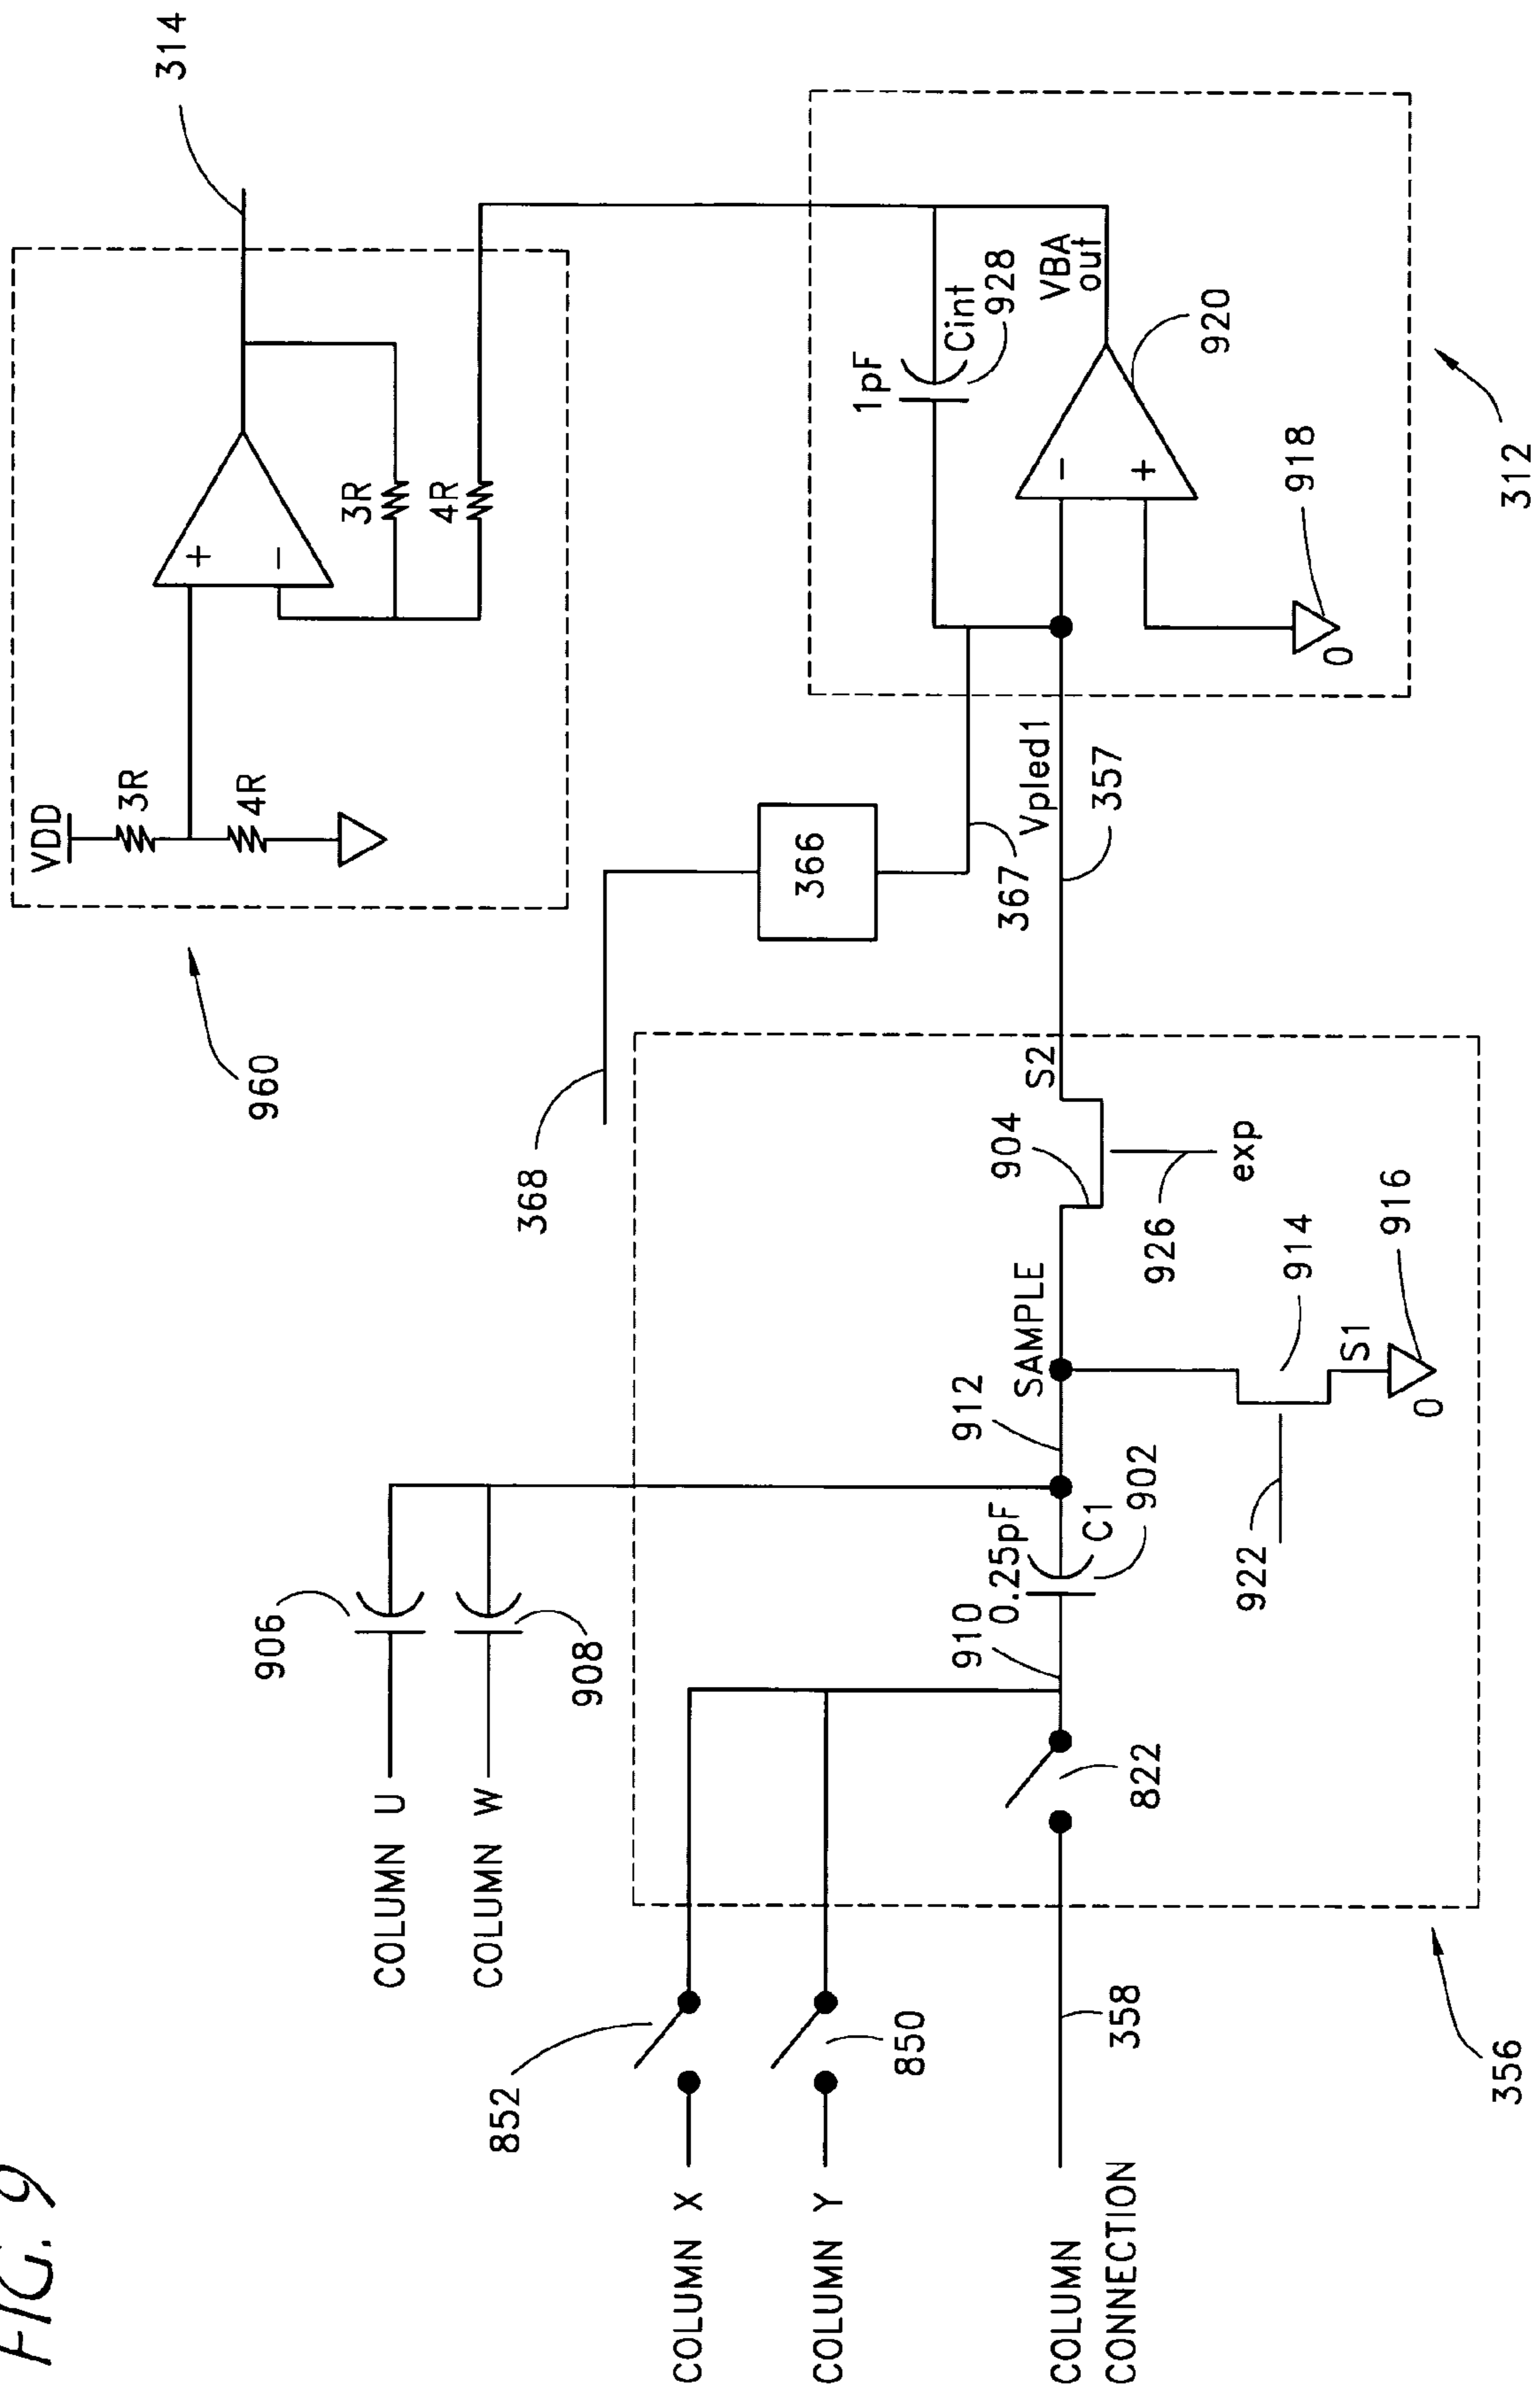 FIG. 9
960
VDD
3R
4R
+
−
3R
4R
314
368
366
367
Vpled1
357
1pF
Cint
928
VBA
out
−
+
920
918
0
312
906
908
COLUMN U
COLUMN W
852
850
COLUMN X
COLUMN Y
COLUMN
CONNECTION
358
822
910
0.25pF
C1
902
912
SAMPLE
904
S2
926
exp
922
914
S1
916
0
356